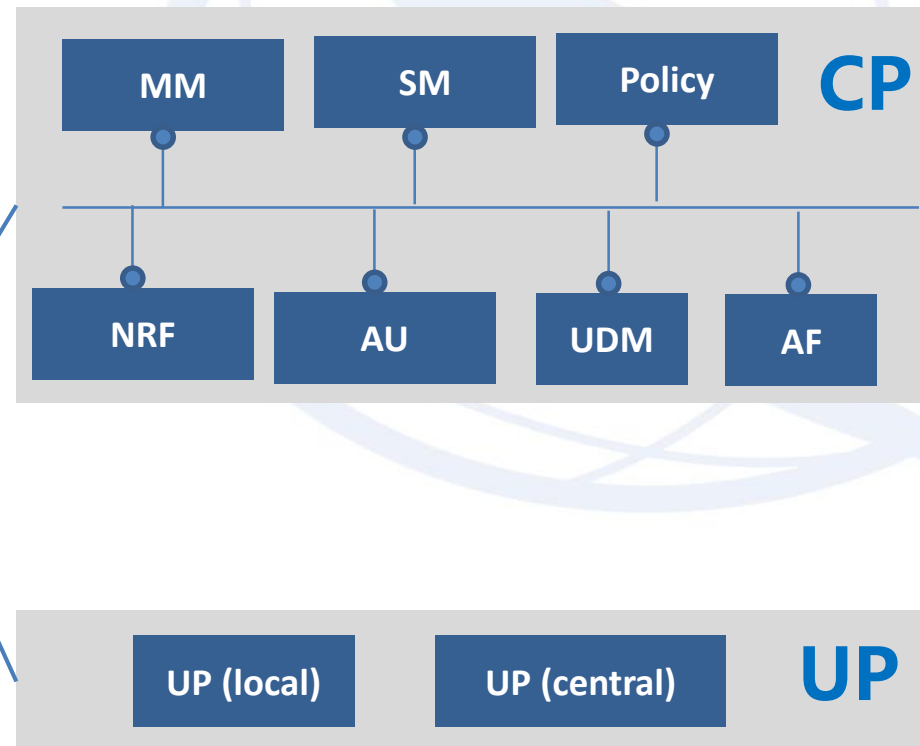 MM
SM
Policy
CP
NRF
AU
UDM
AF
UP (local)
UP (central)
UP